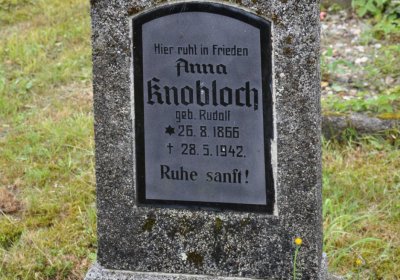 Hier ruht in Frieden
Anna
Knobloch
geb. Rudolf
✶ 26. 8. 1866
† 28. 5. 1942.
Ruhe sanft!